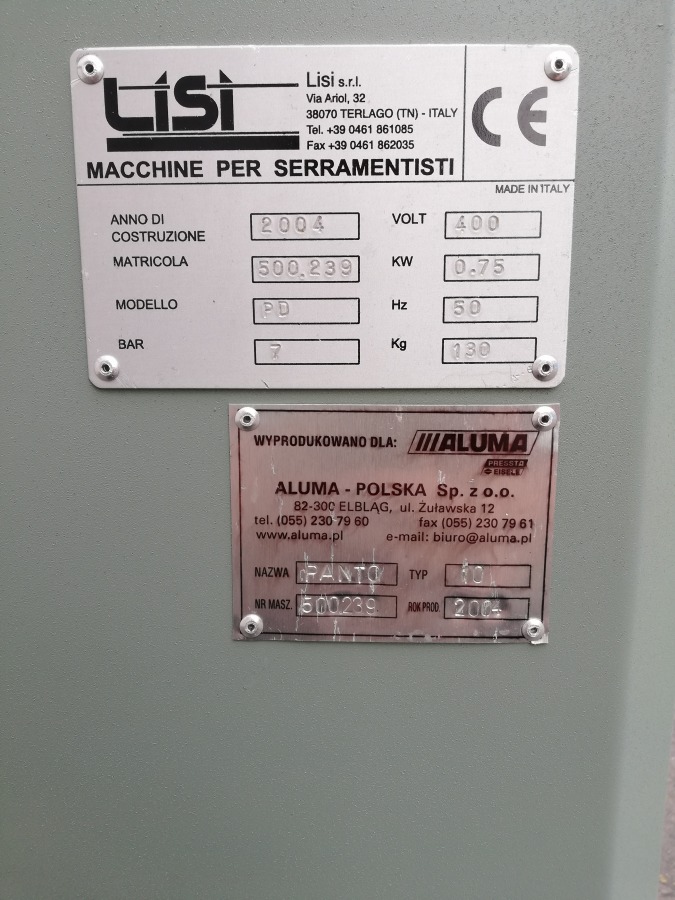 LISI
Lisi s.r.l.
Via Ariol, 32
38070 TERLAGO (TN) - ITALY
Tel. +39 0461 861085
Fax +39 0461 862035
CE
MACCHINE PER SERRAMENTISTI
MADE IN ITALY
ANNO DI COSTRUZIONE 2004 VOLT 400
MATRICOLA 500.239 KW 0.75
MODELLO PD Hz 50
BAR 7 Kg 130
WYPRODUKOWANO DLA: ALUMA
PRESSTA
EISELE
ALUMA - POLSKA Sp. z o.o.
82-300 ELBLĄG, ul. Żuławska 12
tel. (055) 230 79 60 fax (055) 230 79 61
www.aluma.pl e-mail: biuro@aluma.pl
NAZWA PANTO TYP 10
NR MASZ. 500239 ROK PROD. 2004